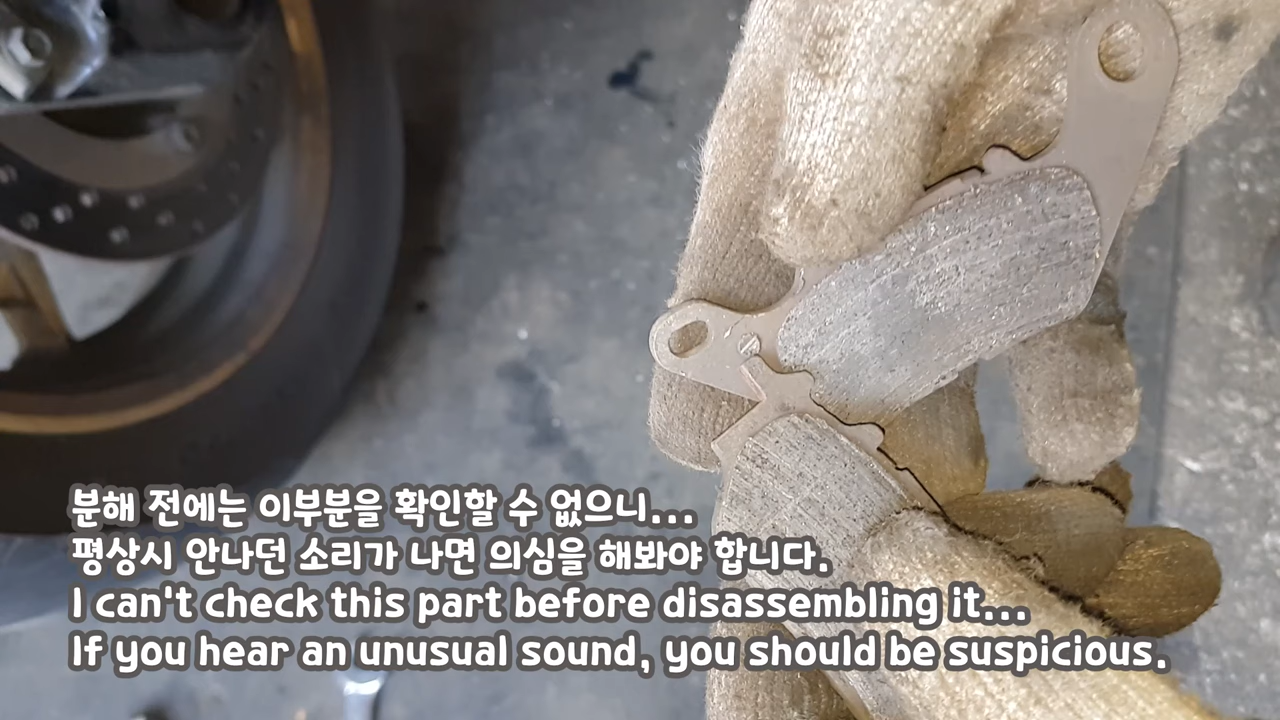 분해 전에는 이부분을 확인할 수 없으니...
평상시 안나던 소리가 나면 의심을 해봐야 합니다.
I can't check this part before disassembling it...
If you hear an unusual sound, you should be suspicious.